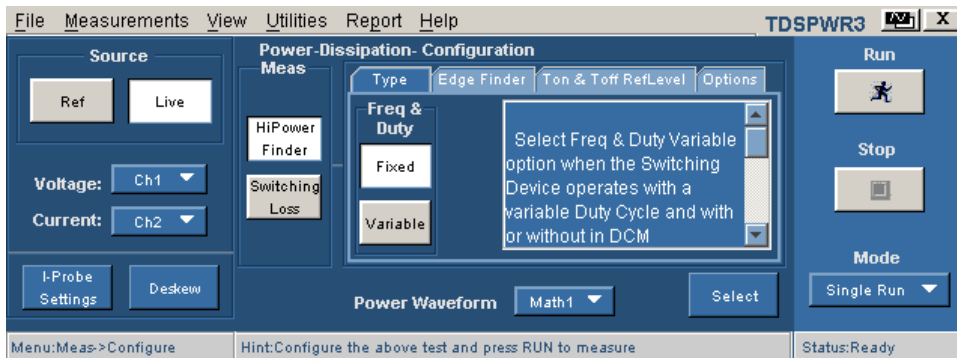 File Measurements View Utilities Report Help TDSPWR3 X
Source
Ref Live
Voltage: Ch1
Current: Ch2
I-Probe
Settings
Deskew
Power-Dissipation- Configuration
Meas
HiPower
Finder
Switching
Loss
Type Edge Finder Ton & Toff RefLevel Options
Freq &
Duty
Fixed
Variable
Select Freq & Duty Variable
option when the Switching
Device operates with a
variable Duty Cycle and with
or without in DCM
Power Waveform Math1 Select
Run
Stop
Mode
Single Run
Menu:Meas->Configure Hint:Configure the above test and press RUN to measure Status:Ready